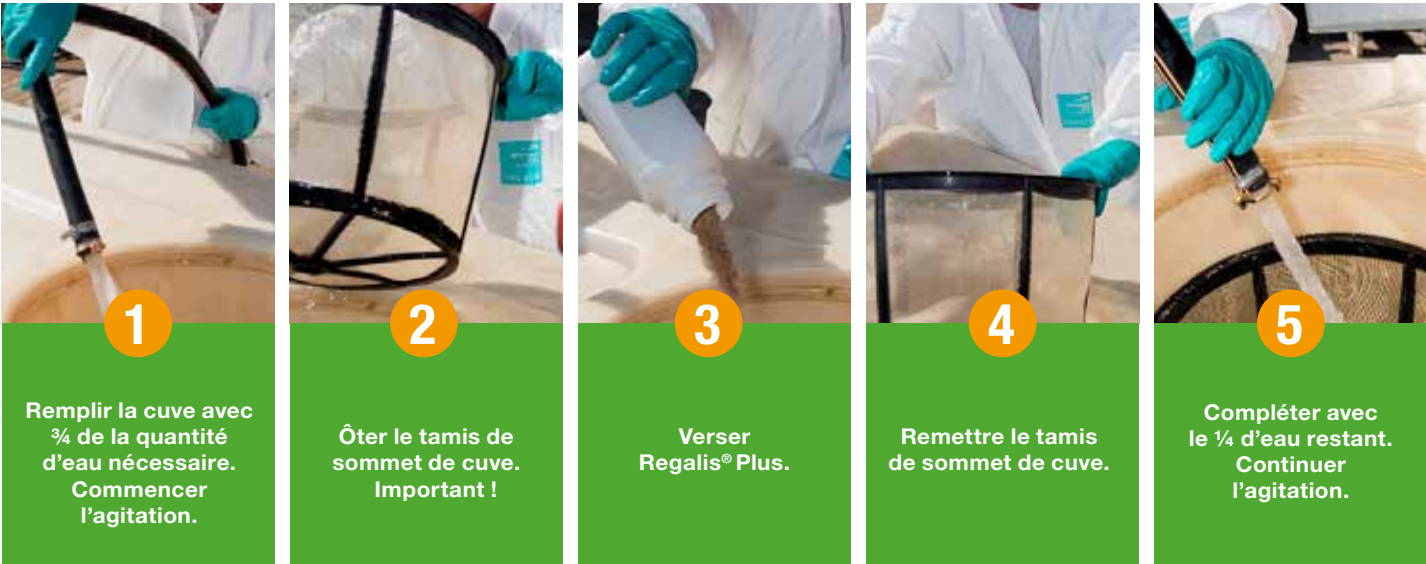 1
Remplir la cuve avec
¾ de la quantité
d'eau nécessaire.
Commencer
l'agitation.
2
Ôter le tamis de
sommet de cuve.
Important !
3
Verser
Regalis® Plus.
4
Remettre le tamis
de sommet de cuve.
5
Compléter avec
le ¼ d'eau restant.
Continuer
l'agitation.